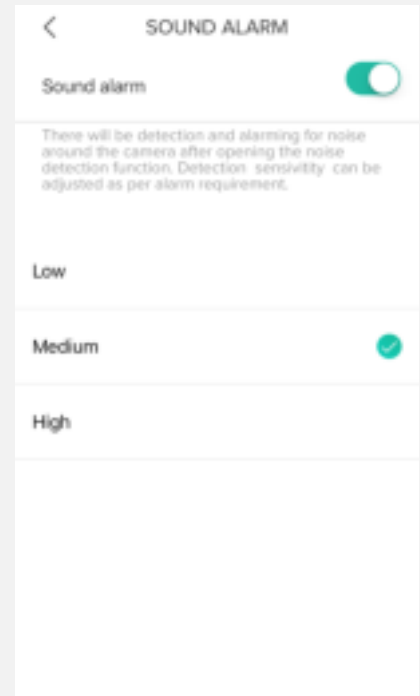 SOUND ALARM
Sound alarm
There will be detection and alarming for noise
around the camera after opening the noise
detection function. Detection sensivitity can be
adjusted as per alarm requirement.
Low
Medium
High